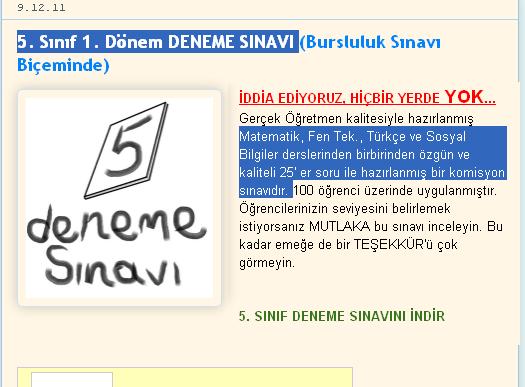 9.12.11
5. Sınıf 1. Dönem DENEME SINAVI (Bursluluk Sınavı
Biçeminde)
5
deneme
Sınavı
İDDİA EDİYORUZ, HİÇBİR YERDE YOK...
Gerçek Öğretmen kalitesiyle hazırlanmış
Matematik, Fen Tek., Türkçe ve Sosyal
Bilgiler derslerinden birbirinden özgün ve
kaliteli 25' er soru ile hazırlanmış bir komisyon
sınavıdır. 100 öğrenci üzerinde uygulanmıştır.
Öğrencilerinizin seviyesini belirlemek
istiyorsanız MUTLAKA bu sınavı inceleyin. Bu
kadar emeğe de bir TEŞEKKÜR'ü çok
görmeyin.
5. SINIF DENEME SINAVINI İNDİR